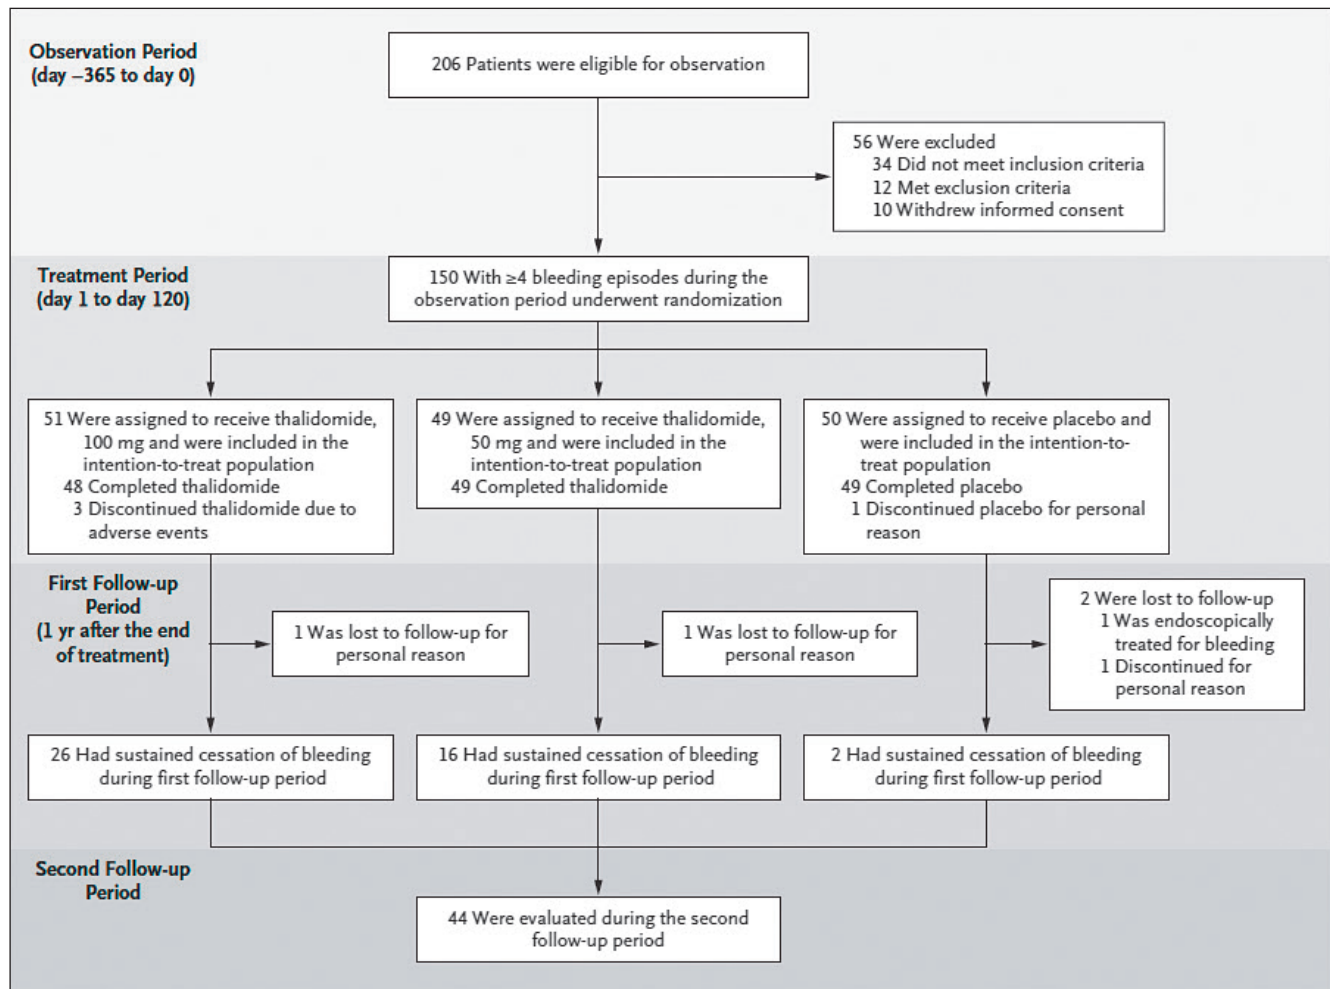 Observation Period
(day −365 to day 0)
206 Patients were eligible for observation
56 Were excluded
34 Did not meet inclusion criteria
12 Met exclusion criteria
10 Withdrew informed consent
Treatment Period
(day 1 to day 120)
150 With ≥4 bleeding episodes during the
observation period underwent randomization
51 Were assigned to receive thalidomide,
100 mg and were included in the
intention-to-treat population
48 Completed thalidomide
3 Discontinued thalidomide due to
adverse events
49 Were assigned to receive thalidomide,
50 mg and were included in the
intention-to-treat population
49 Completed thalidomide
50 Were assigned to receive placebo and
were included in the intention-to-
treat population
49 Completed placebo
1 Discontinued placebo for personal
reason
First Follow-up
Period
(1 yr after the end
of treatment)
1 Was lost to follow-up for
personal reason
1 Was lost to follow-up for
personal reason
2 Were lost to follow-up
1 Was endoscopically
treated for bleeding
1 Discontinued for
personal reason
26 Had sustained cessation of bleeding
during first follow-up period
16 Had sustained cessation of bleeding
during first follow-up period
2 Had sustained cessation of bleeding
during first follow-up period
Second Follow-up
Period
44 Were evaluated during the second
follow-up period